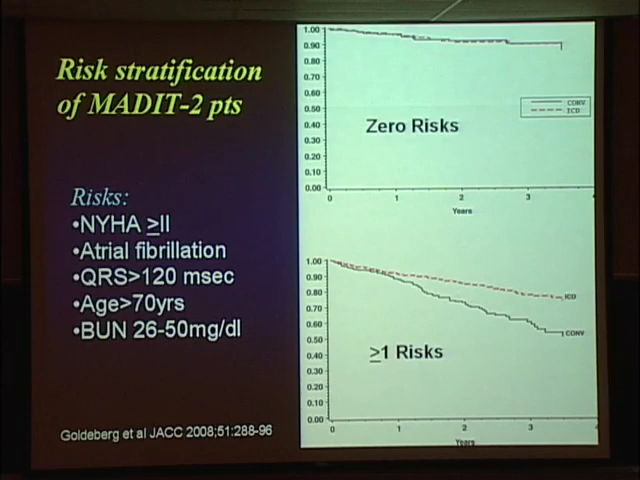 Risk stratification
of MADIT-2 pts
Risks:
•NYHA ≥II
•Atrial fibrillation
•QRS>120 msec
•Age>70yrs
•BUN 26-50mg/dl
Goldeberg et al JACC 2008;51:288-96
1.00
0.90
0.80
0.70
0.60
0.50
0.40
0.30
0.20
0.10
0.00
CONV
ICD
Zero Risks
0 1 2 3
Years
1.00
0.90
0.80
0.70
0.60
0.50
0.40
0.30
0.20
0.10
0.00
ICD
CONV
≥1 Risks
0 1 2 3
Years